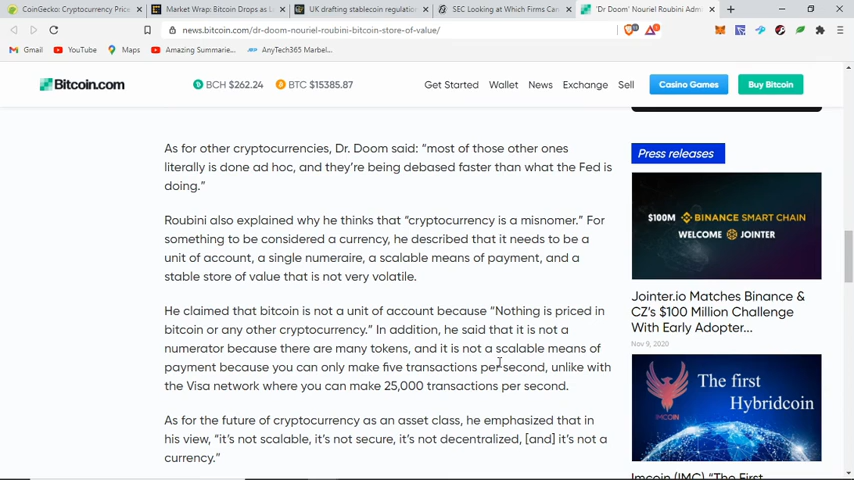 CoinGecko: Cryptocurrency Price
Market Wrap: Bitcoin Drops as L
UK drafting stablecoin regulation
SEC Looking at Which Firms Can
'Dr Doom' Nouriel Roubini Adm
news.bitcoin.com/dr-doom-nouriel-roubini-bitcoin-store-of-value/
Gmail
YouTube
Maps
Amazing Summarie...
AnyTech365 Marbel...
Bitcoin.com
BCH $262.24
BTC $15385.87
Get Started
Wallet
News
Exchange
Sell
Casino Games
Buy Bitcoin
As for other cryptocurrencies, Dr. Doom said: “most of those other ones
literally is done ad hoc, and they’re being debased faster than what the Fed is
doing.”
Roubini also explained why he thinks that “cryptocurrency is a misnomer.” For
something to be considered a currency, he described that it needs to be a
unit of account, a single numeraire, a scalable means of payment, and a
stable store of value that is not very volatile.
He claimed that bitcoin is not a unit of account because “Nothing is priced in
bitcoin or any other cryptocurrency.” In addition, he said that it is not a
numerator because there are many tokens, and it is not a scalable means of
payment because you can only make five transactions per second, unlike with
the Visa network where you can make 25,000 transactions per second.
As for the future of cryptocurrency as an asset class, he emphasized that in
his view, “it’s not scalable, it’s not secure, it’s not decentralized, [and] it’s not a
currency.”
Press releases
$100M BINANCE SMART CHAIN
WELCOME JOINTER
Jointer.io Matches Binance &
CZ’s $100 Million Challenge
With Early Adopter...
Nov 9, 2020
The first
Hybridcoin
IMCOIN
Imcoin (IMC) “The First